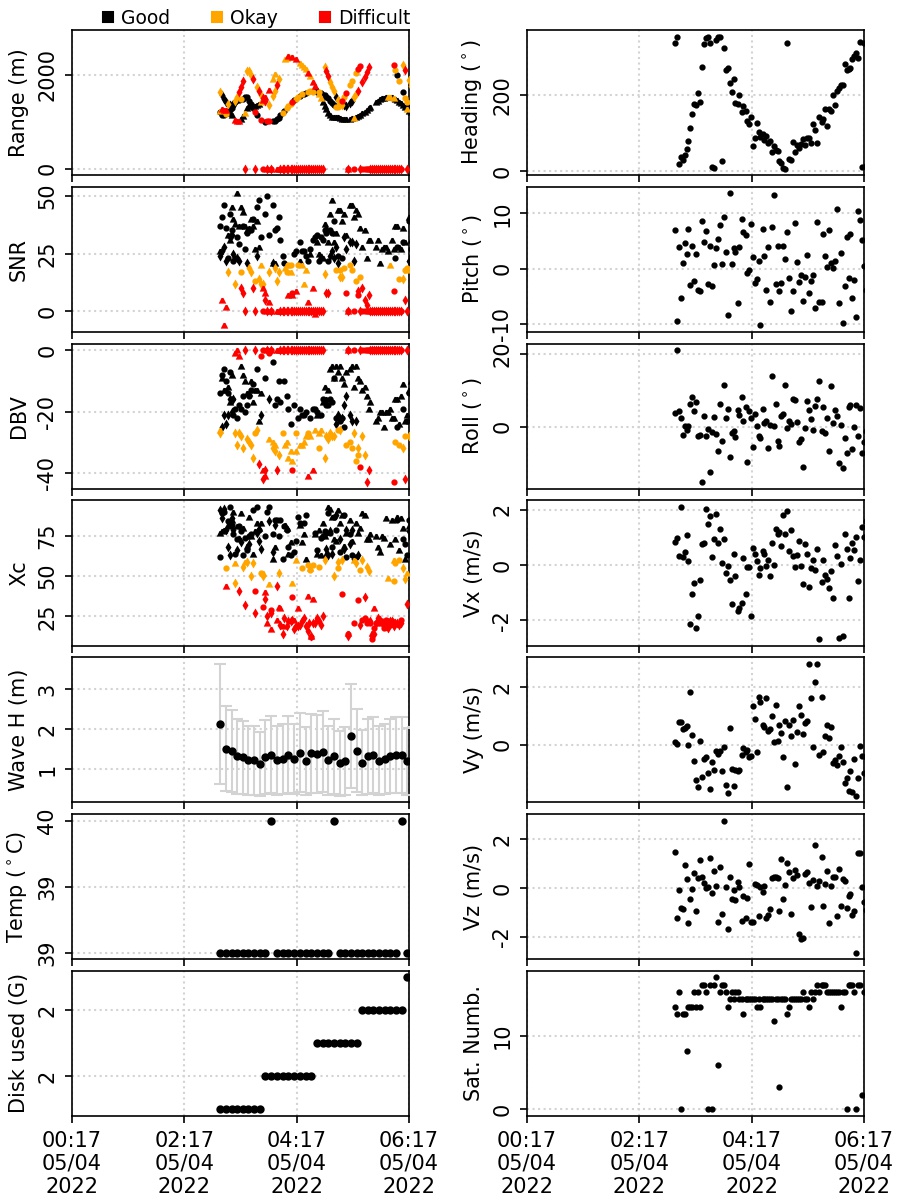 Good Okay Difficult
Range (m)
2000
0
Heading (°)
200
0
SNR
50
25
0
Pitch (°)
10
0
-10
DBV
0
-20
-40
Roll (°)
20
0
Xc
75
50
25
Vx (m/s)
2
0
-2
Wave H (m)
3
2
1
Vy (m/s)
2
0
Temp (°C)
40
39
39
Vz (m/s)
2
0
-2
Disk used (G)
2
2
Sat. Numb.
10
0
00:17 02:17 04:17 06:17
05/04 05/04 05/04 05/04
2022 2022 2022 2022
00:17 02:17 04:17 06:17
05/04 05/04 05/04 05/04
2022 2022 2022 2022